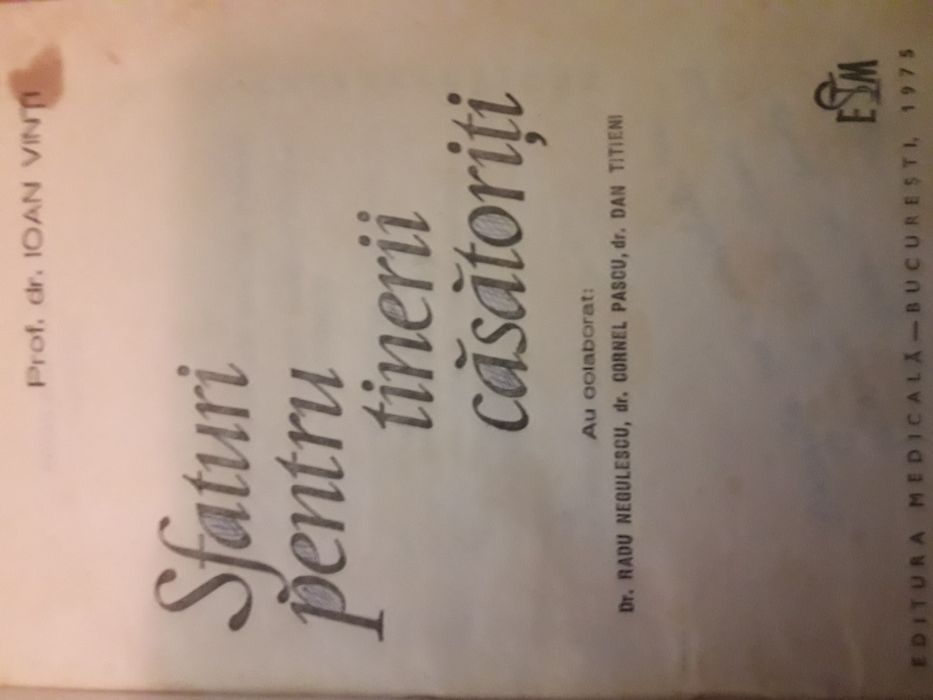 Prof. dr. IOAN VINȚI
Sfaturi
pentru
tinerii
căsătoriți
Au colaborat:
Dr. RADU NEGULESCU, dr. CORNEL PASCU, dr. DAN TITIENI
ESM
EDITURA MEDICALĂ — BUCUREȘTI, 1975